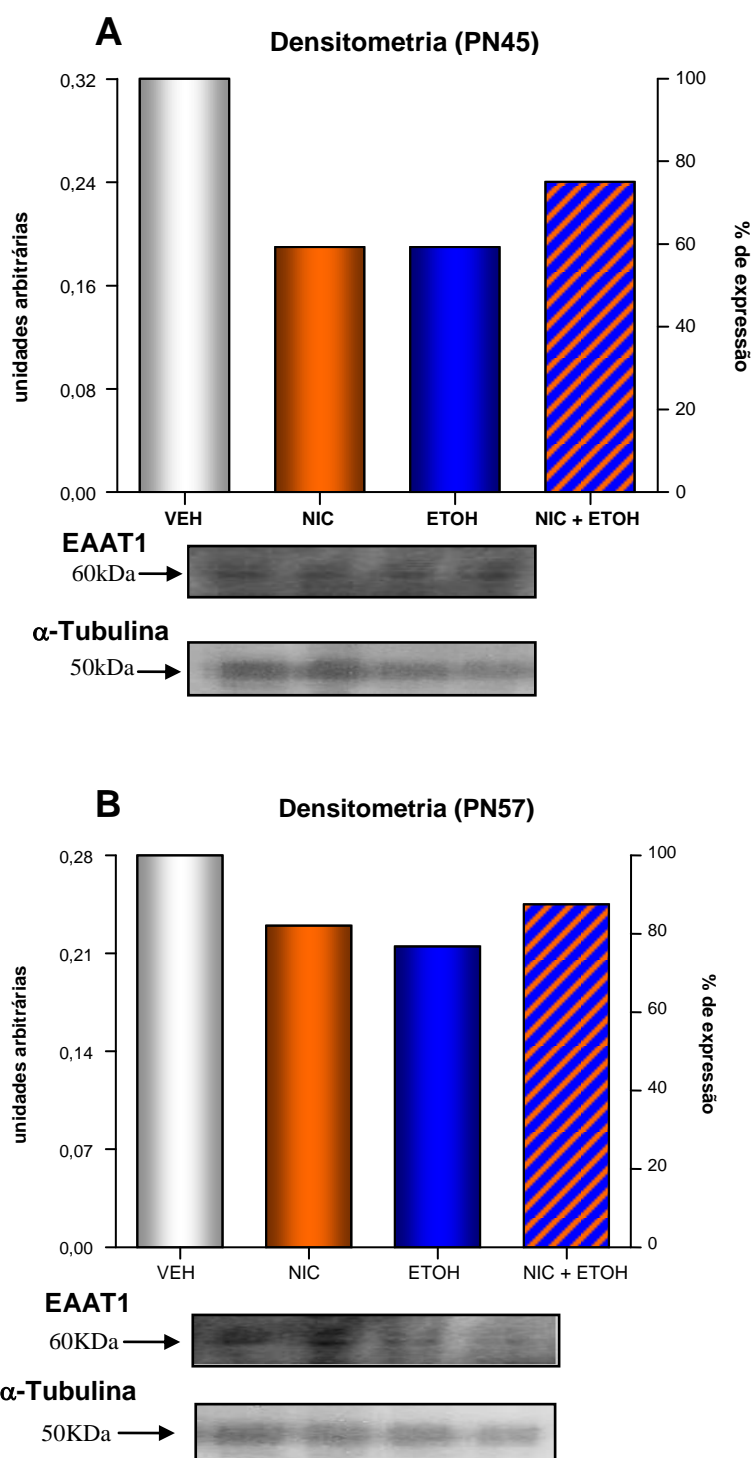 A
Densitometria (PN45)
unidades arbitrárias
0,32
0,24
0,16
0,08
0,00
100
80
60
40
20
0
% de expressão
VEH NIC ETOH NIC + ETOH
EAAT1
60kDa
α-Tubulina
50kDa
B
Densitometria (PN57)
unidades arbitrárias
0,28
0,21
0,14
0,07
0,00
100
80
60
40
20
0
% de expressão
VEH NIC ETOH NIC + ETOH
EAAT1
60KDa
α-Tubulina
50KDa